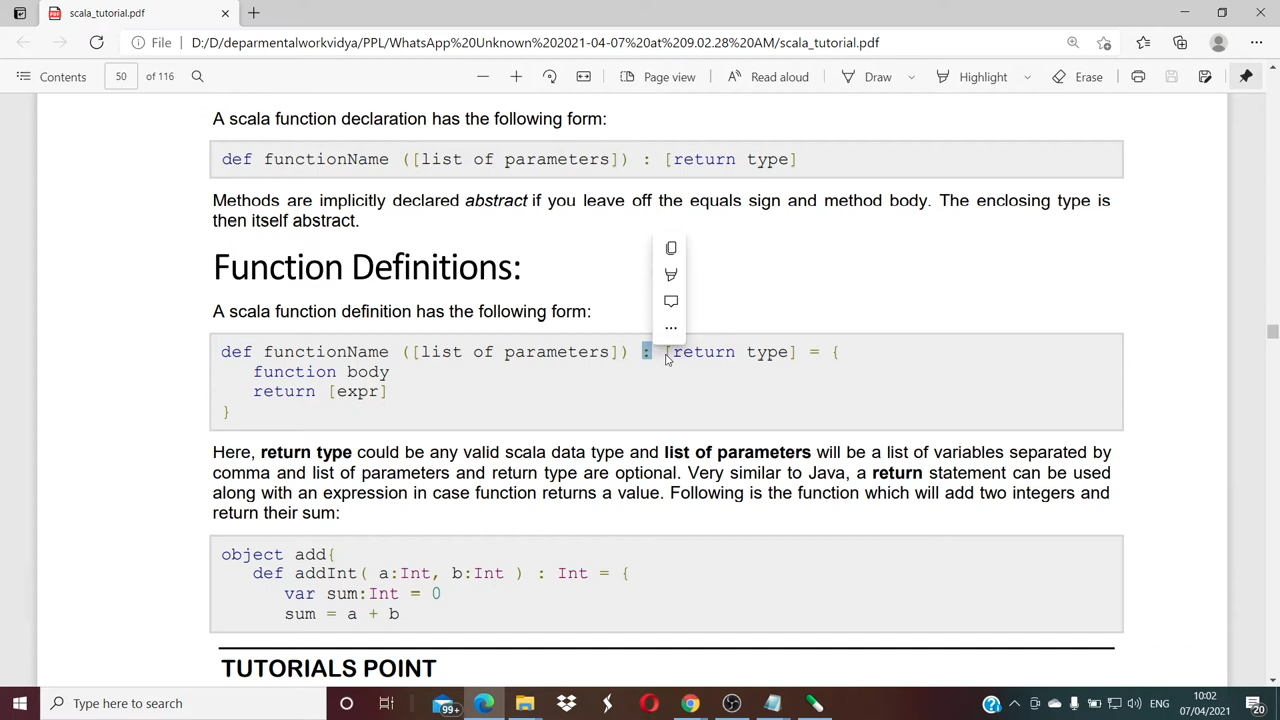 scala_tutorial.pdf
File D:/D/deparmentalworkvidya/PPL/WhatsApp%20Unknown%202021-04-07%20at%209.02.28%20AM/scala_tutorial.pdf
Contents 50 of 116 Page view Read aloud Draw Highlight Erase
A scala function declaration has the following form:
def functionName ([list of parameters]) : [return type]
Methods are implicitly declared abstract if you leave off the equals sign and method body. The enclosing type is
then itself abstract.
Function Definitions:
A scala function definition has the following form:
def functionName ([list of parameters]) : [return type] = {
function body
return [expr]
}
Here, return type could be any valid scala data type and list of parameters will be a list of variables separated by
comma and list of parameters and return type are optional. Very similar to Java, a return statement can be used
along with an expression in case function returns a value. Following is the function which will add two integers and
return their sum:
object add{
def addInt( a:Int, b:Int ) : Int = {
var sum:Int = 0
sum = a + b
TUTORIALS POINT
Type here to search 99+ ENG 10:02
07/04/2021 20